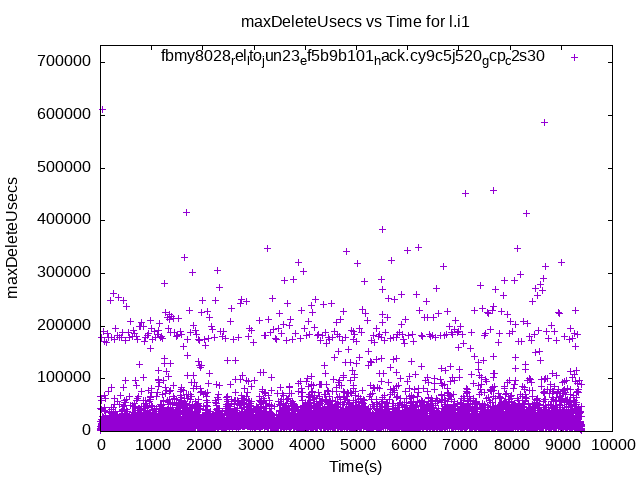 maxDeleteUsecs vs Time for l.i1
fbmy8028relltojun23ef5b9b101hack.cy9c5j520gcpc2s30
maxDeleteUsecs
700000
600000
500000
400000
300000
200000
100000
0
0 1000 2000 3000 4000 5000 6000 7000 8000 9000 10000
Time(s)